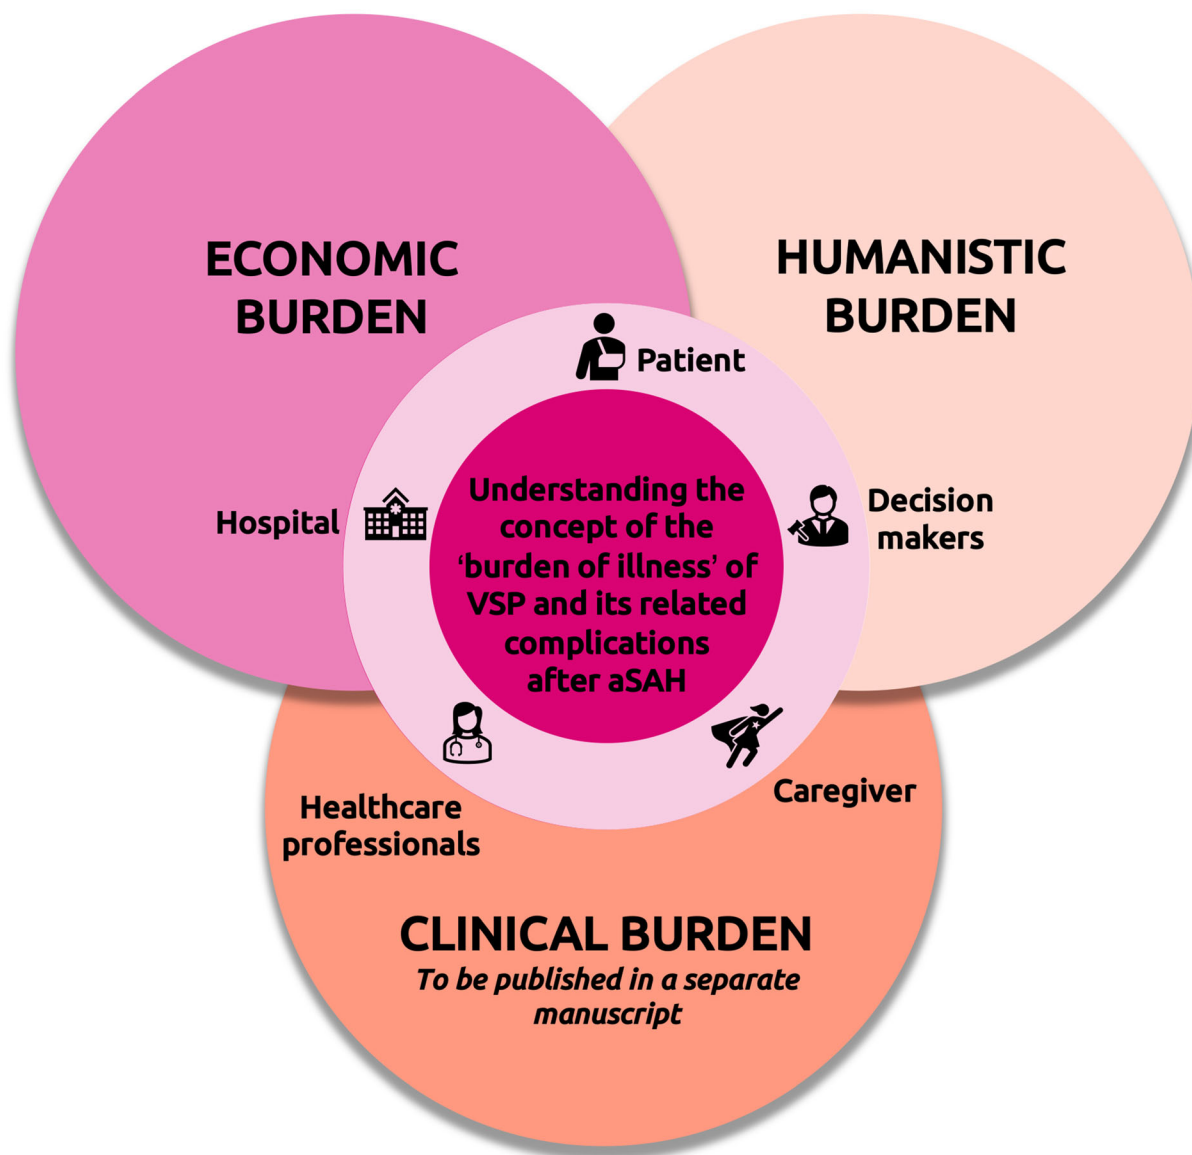 ECONOMIC
BURDEN
HUMANISTIC
BURDEN
Patient
Hospital
Decision
makers
Understanding the
concept of the
‘burden of illness’ of
VSP and its related
complications
after aSAH
Healthcare
professionals
Caregiver
CLINICAL BURDEN
To be published in a separate
manuscript